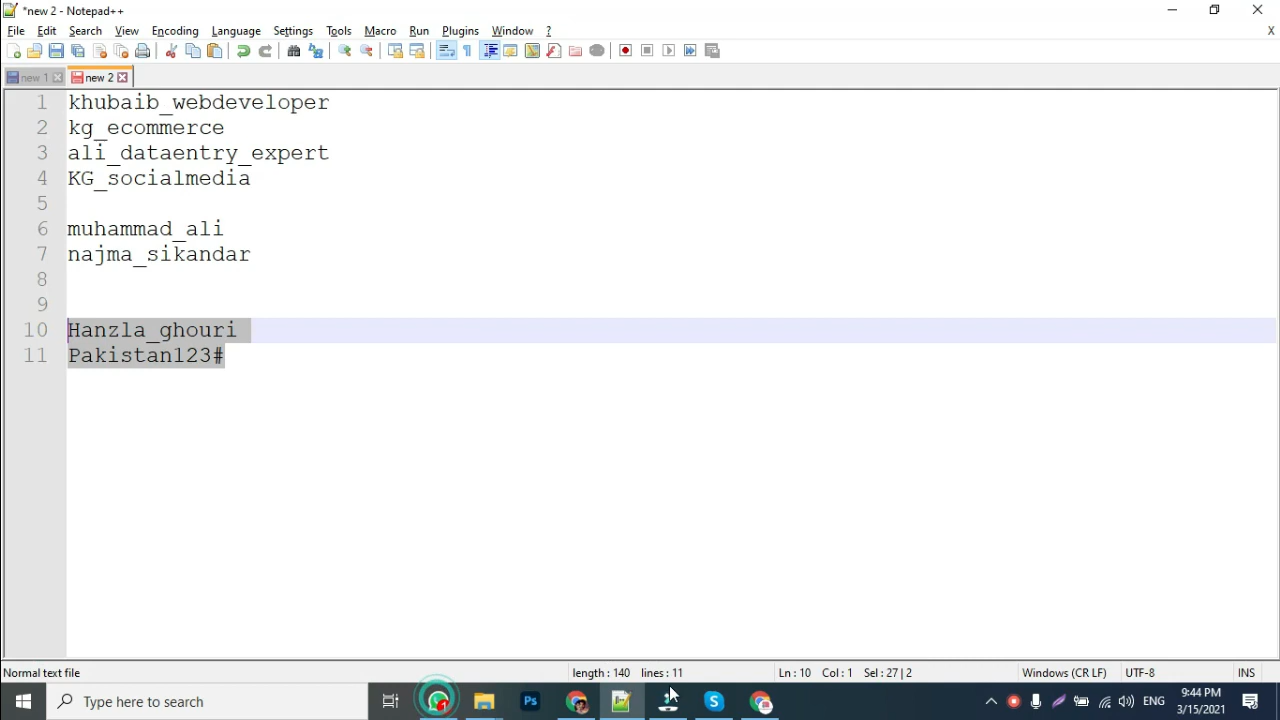 *new 2 - Notepad++
File Edit Search View Encoding Language Settings Tools Macro Run Plugins Window ?
X
new 1 new 2
1 khubaib_webdeveloper
2 kg_ecommerce
3 ali_dataentry_expert
4 KG_socialmedia
5
6 muhammad_ali
7 najma_sikandar
8
9
10 Hanzla_ghouri
11 Pakistan123#
Normal text file length : 140 lines : 11 Ln : 10 Col : 1 Sel : 27 | 2 Windows (CR LF) UTF-8 INS
Type here to search Ps S ENG 9:44 PM
3/15/2021